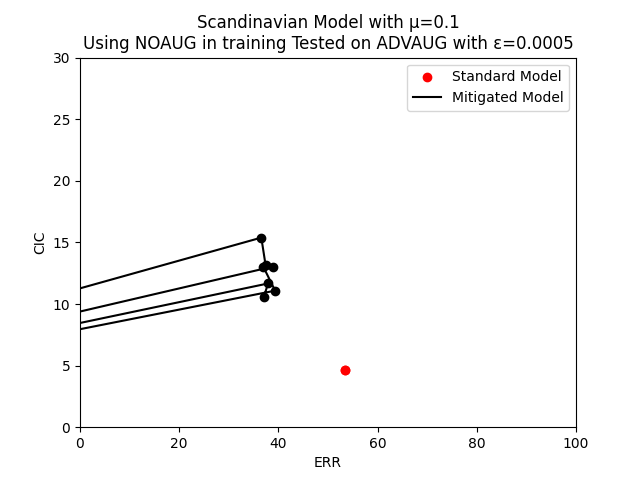 Scandinavian Model with μ=0.1
Using NOAUG in training Tested on ADVAUG with ε=0.0005
30
25
20
15
10
5
0
CIC
Standard Model
Mitigated Model
0 20 40 60 80 100
ERR